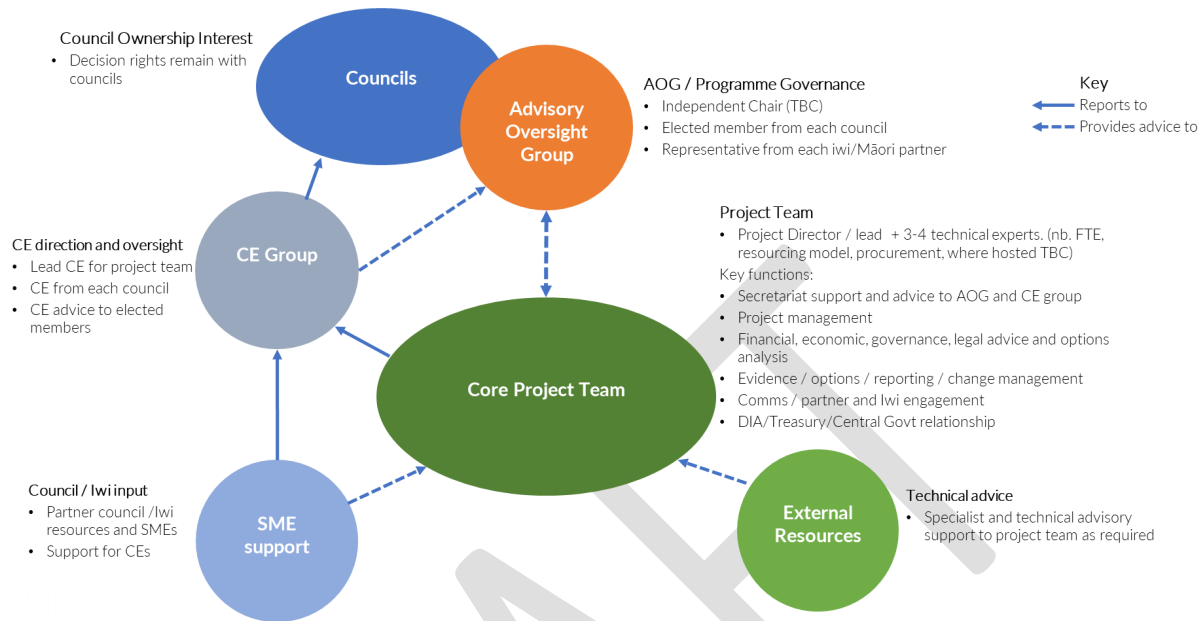 Council Ownership Interest
• Decision rights remain with
councils
Councils
Advisory
Oversight
Group
AOG / Programme Governance
• Independent Chair (TBC)
• Elected member from each council
• Representative from each iwi/Māori partner
Key
Reports to
Provides advice to
CE direction and oversight
• Lead CE for project team
• CE from each council
• CE advice to elected
members
CE Group
Project Team
• Project Director / lead + 3-4 technical experts. (nb. FTE,
resourcing model, procurement, where hosted TBC)
Key functions:
• Secretariat support and advice to AOG and CE group
• Project management
• Financial, economic, governance, legal advice and options
analysis
• Evidence / options / reporting / change management
• Comms / partner and Iwi engagement
• DIA/Treasury/Central Govt relationship
Core Project Team
Council / Iwi input
• Partner council /Iwi
resources and SMEs
• Support for CEs
SME
support
External
Resources
Technical advice
• Specialist and technical advisory
support to project team as required